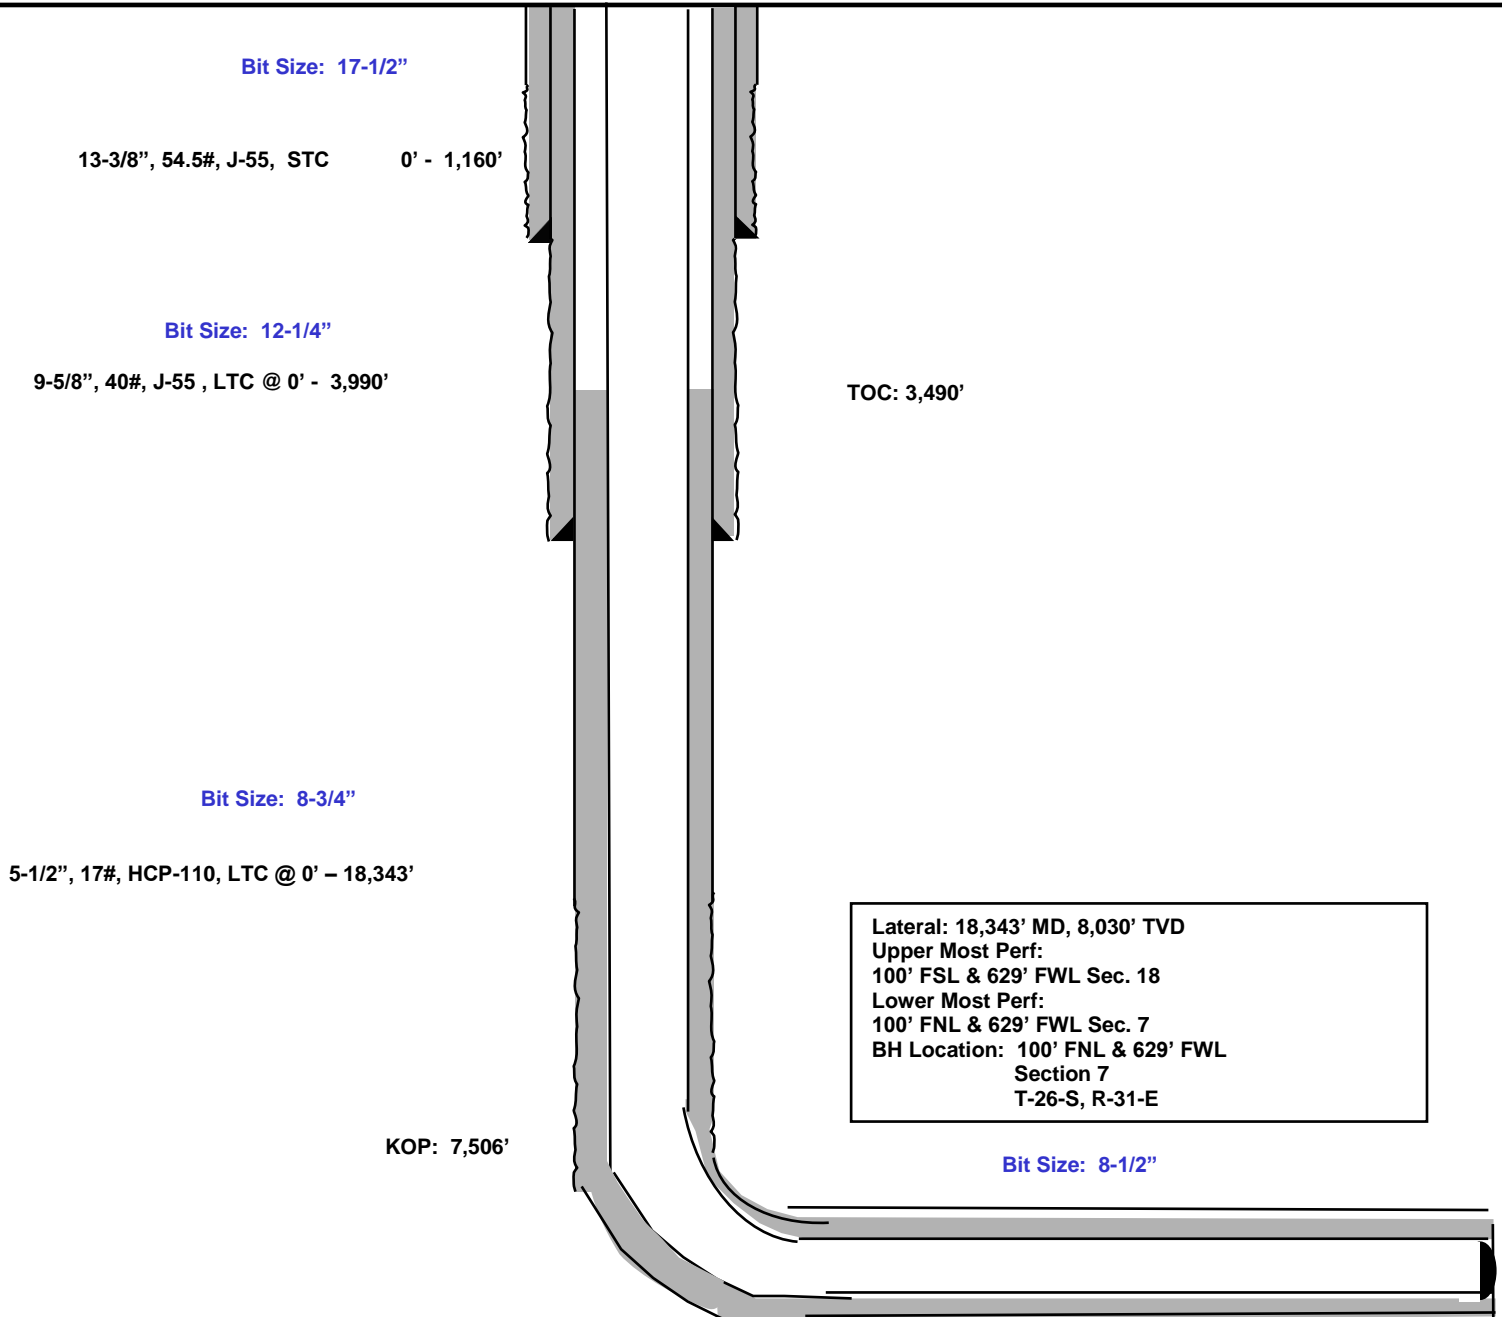 Bit Size:  17-1/2”
13-3/8”, 54.5#, J-55,  STC            0’ -  1,160’
Bit Size:  12-1/4”
9-5/8”, 40#, J-55 , LTC @ 0’ -  3,990’
TOC: 3,490’
Bit Size:  8-3/4”
5-1/2”, 17#, HCP-110, LTC @ 0’ – 18,343’
Lateral: 18,343’ MD, 8,030’ TVD
Upper Most Perf:
100’ FSL & 629’ FWL Sec. 18
Lower Most Perf:
100’ FNL & 629’ FWL Sec. 7
BH Location:  100’ FNL & 629’ FWL
Section 7
T-26-S, R-31-E
KOP:  7,506’
Bit Size:  8-1/2”